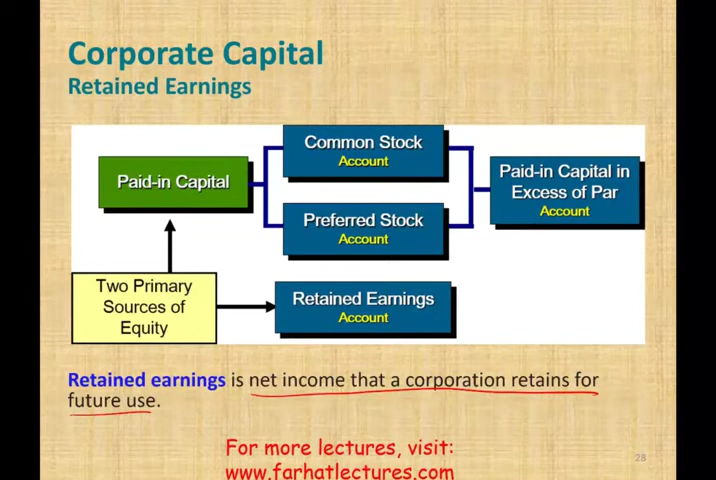 Corporate Capital
Retained Earnings
Common Stock
Account
Paid-in Capital
Paid-in Capital in
Excess of Par
Account
Preferred Stock
Account
Two Primary
Sources of
Equity
Retained Earnings
Account
Retained earnings is net income that a corporation retains for
future use.
For more lectures, visit:
www.farhatlectures.com
28